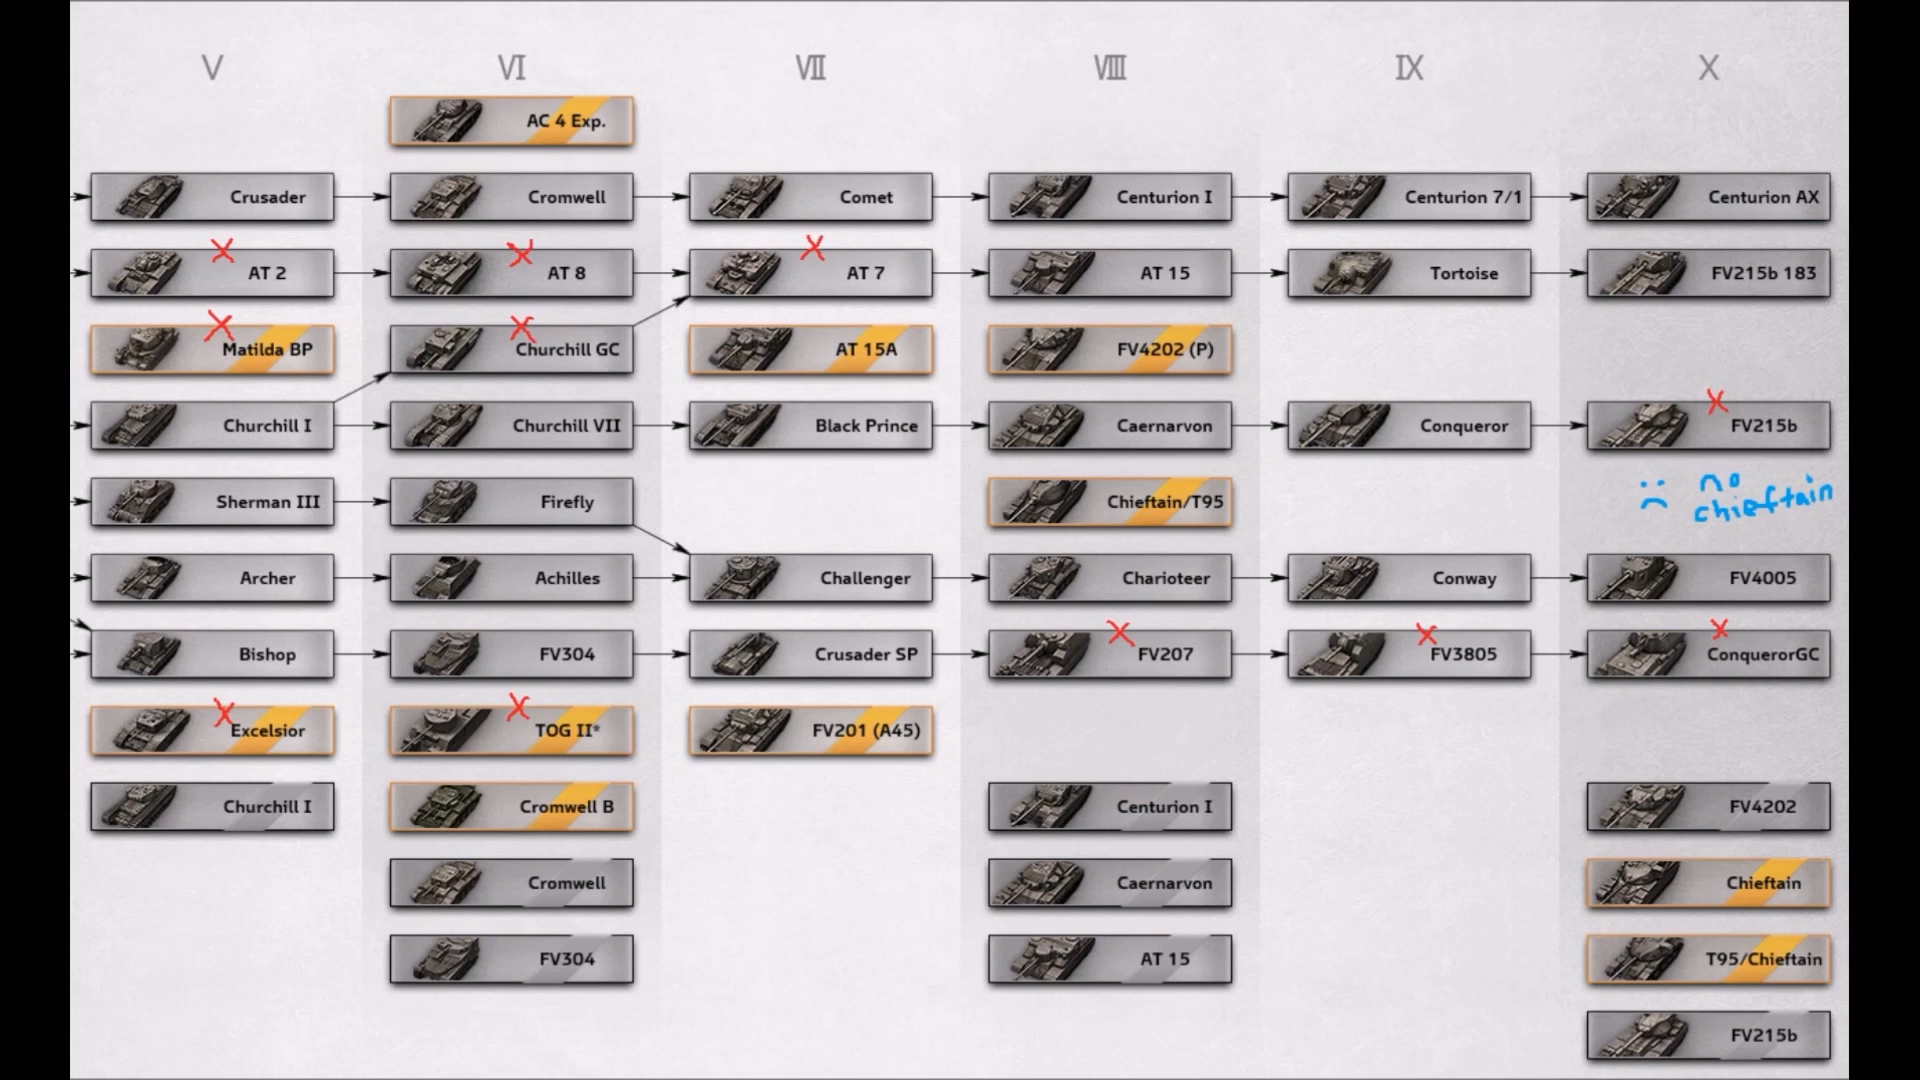 V VI VII VIII IX X
AC 4 Exp.
Crusader Cromwell Comet Centurion I Centurion 7/1 Centurion AX
AT 2 AT 8 AT 7 AT 15 Tortoise FV215b 183
Matilda BP Churchill GC AT 15A FV4202 (P)
Churchill I Churchill VII Black Prince Caernarvon Conqueror FV215b
Sherman III Firefly Chieftain/T95 :( no
chieftain
Archer Achilles Challenger Charioteer Conway FV4005
Bishop FV304 Crusader SP FV207 FV3805 ConquerorGC
Excelsior TOG II* FV201 (A45)
Churchill I Cromwell B Centurion I FV4202
Cromwell Caernarvon Chieftain
FV304 AT 15 T95/Chieftain
FV215b